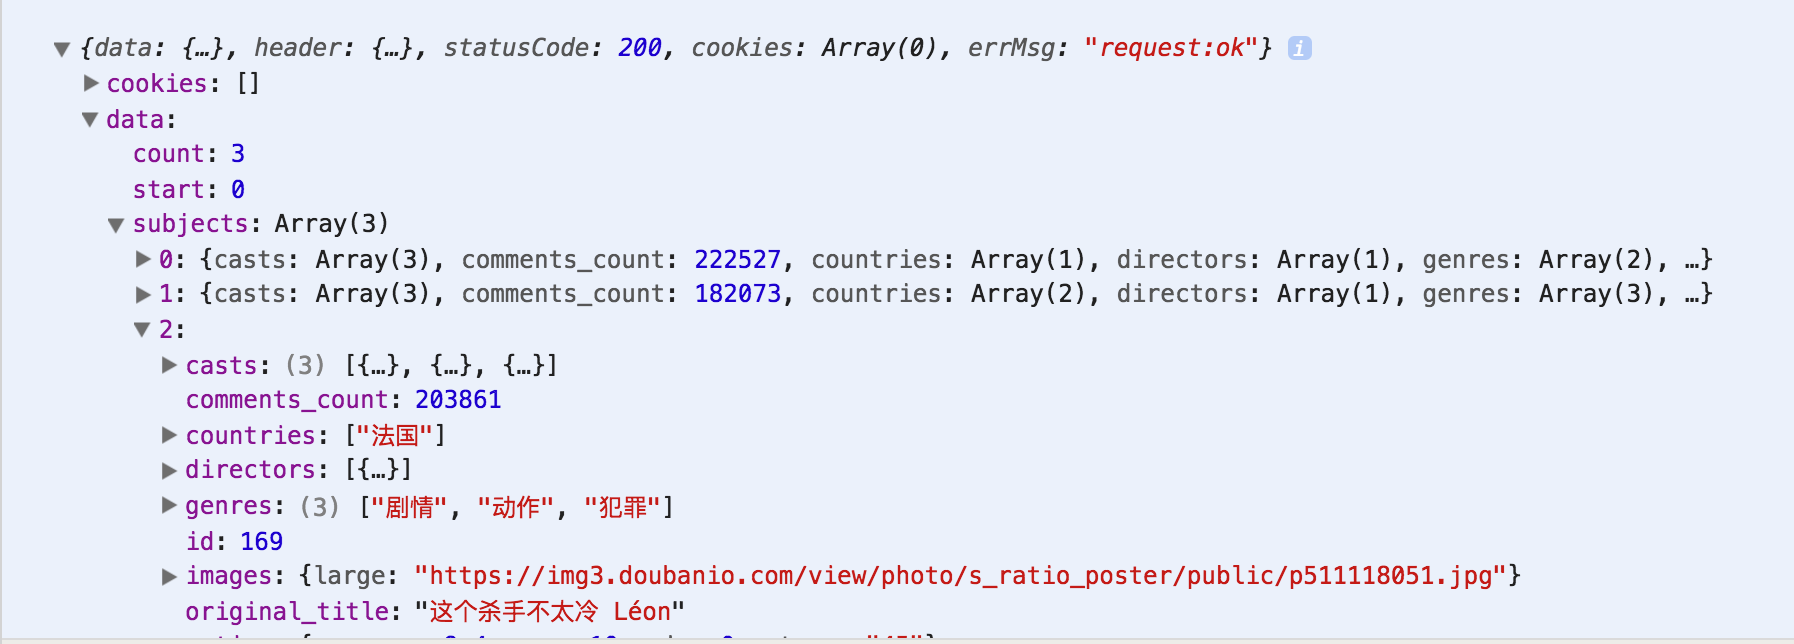 {data: {…}, header: {…}, statusCode: 200, cookies: Array(0), errMsg: "request:ok"} i
cookies: []
data:
count: 3
start: 0
subjects: Array(3)
0: {casts: Array(3), comments_count: 222527, countries: Array(1), directors: Array(1), genres: Array(2), …}
1: {casts: Array(3), comments_count: 182073, countries: Array(2), directors: Array(1), genres: Array(3), …}
2:
casts: (3) [{…}, {…}, {…}]
comments_count: 203861
countries: ["法国"]
directors: [{…}]
genres: (3) ["剧情", "动作", "犯罪"]
id: 169
images: {large: "https://img3.doubanio.com/view/photo/s_ratio_poster/public/p511118051.jpg"}
original_title: "这个杀手不太冷 Léon"